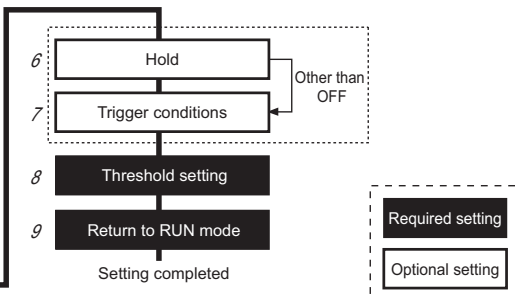 6
Hold
Other than
OFF
7
Trigger conditions
8
Threshold setting
9
Return to RUN mode
Setting completed
Required setting
Optional setting